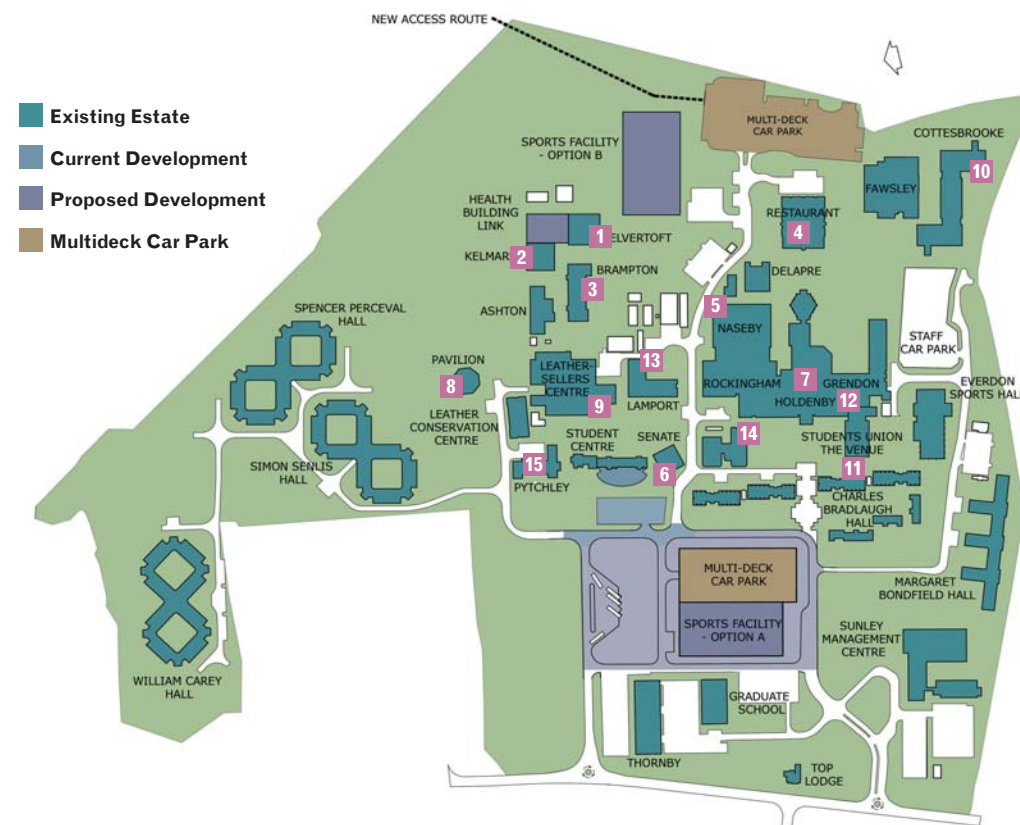 NEW ACCESS ROUTE
Existing Estate
Current Development
Proposed Development
Multideck Car Park
MULTI-DECK
CAR PARK
SPORTS FACILITY
- OPTION B
COTTESBROOKE
10
FAWSLEY
HEALTH
BUILDING
LINK
RESTAURANT
4
1
ELVERTOFT
2
KELMAR
BRAMPTON
3
DELAPRE
ASHTON
5
NASEBY
SPENCER PERCEVAL
HALL
STAFF
CAR PARK
PAVILION
8
13
LEATHER-
SELLERS
CENTRE
9
LAMPORT
ROCKINGHAM
7
GRENDON
HOLDENBY
12
EVERDON
SPORTS HALL
LEATHER
CONSERVATION
CENTRE
STUDENT
CENTRE
SENATE
6
14
STUDENTS UNION
THE VENUE
11
SIMON SENLIS
HALL
15
PYTCHLEY
CHARLES
BRADLAUGH
HALL
MULTI-DECK
CAR PARK
MARGARET
BONDFIELD HALL
SPORTS FACILITY
- OPTION A
SUNLEY
MANAGEMENT
CENTRE
WILLIAM CAREY
HALL
GRADUATE
SCHOOL
THORNBY
TOP
LODGE